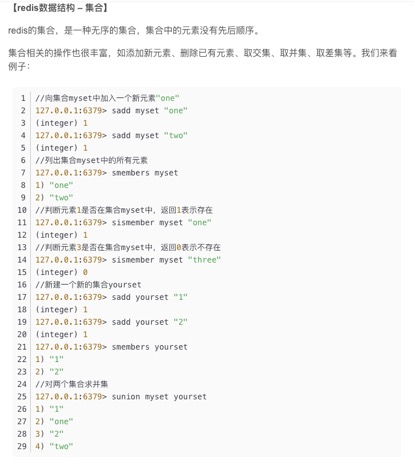 【redis数据结构 – 集合】
redis的集合，是一种无序的集合，集合中的元素没有先后顺序。
集合相关的操作也很丰富，如添加新元素、删除已有元素、取交集、取并集、取差集等。我们来看
例子：
1 //向集合myset中加入一个新元素"one"
2 127.0.0.1:6379> sadd myset "one"
3 (integer) 1
4 127.0.0.1:6379> sadd myset "two"
5 (integer) 1
6 //列出集合myset中的所有元素
7 127.0.0.1:6379> smembers myset
8 1) "one"
9 2) "two"
10 //判断元素1是否在集合myset中，返回1表示存在
11 127.0.0.1:6379> sismember myset "one"
12 (integer) 1
13 //判断元素3是否在集合myset中，返回0表示不存在
14 127.0.0.1:6379> sismember myset "three"
15 (integer) 0
16 //新建一个新的集合yourset
17 127.0.0.1:6379> sadd yourset "1"
18 (integer) 1
19 127.0.0.1:6379> sadd yourset "2"
20 (integer) 1
21 127.0.0.1:6379> smembers yourset
22 1) "1"
23 2) "2"
24 //对两个集合求并集
25 127.0.0.1:6379> sunion myset yourset
26 1) "1"
27 2) "one"
28 3) "2"
29 4) "two"